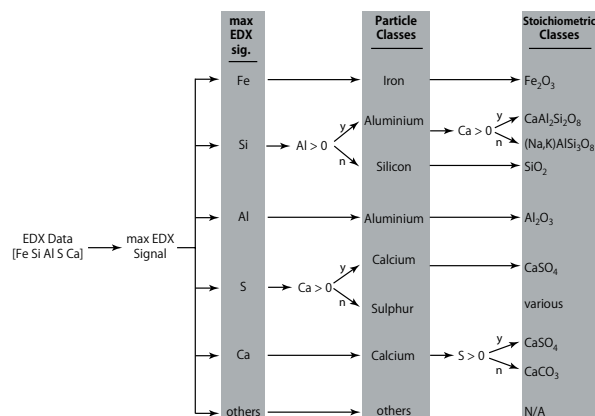 max EDX sig.
Particle Classes
Stoichiometric Classes
Fe
Iron
Fe₂O₃
Si
Al > 0
y
n
Aluminium
Silicon
Ca > 0
y
n
CaAl₂Si₂O₈
(Na,K)AlSi₃O₈
SiO₂
Al
Aluminium
Al₂O₃
EDX Data
[Fe Si Al S Ca]
max EDX
Signal
S
Ca > 0
y
n
Calcium
Sulphur
CaSO₄
various
Ca
Calcium
S > 0
y
n
CaSO₄
CaCO₃
others
others
N/A